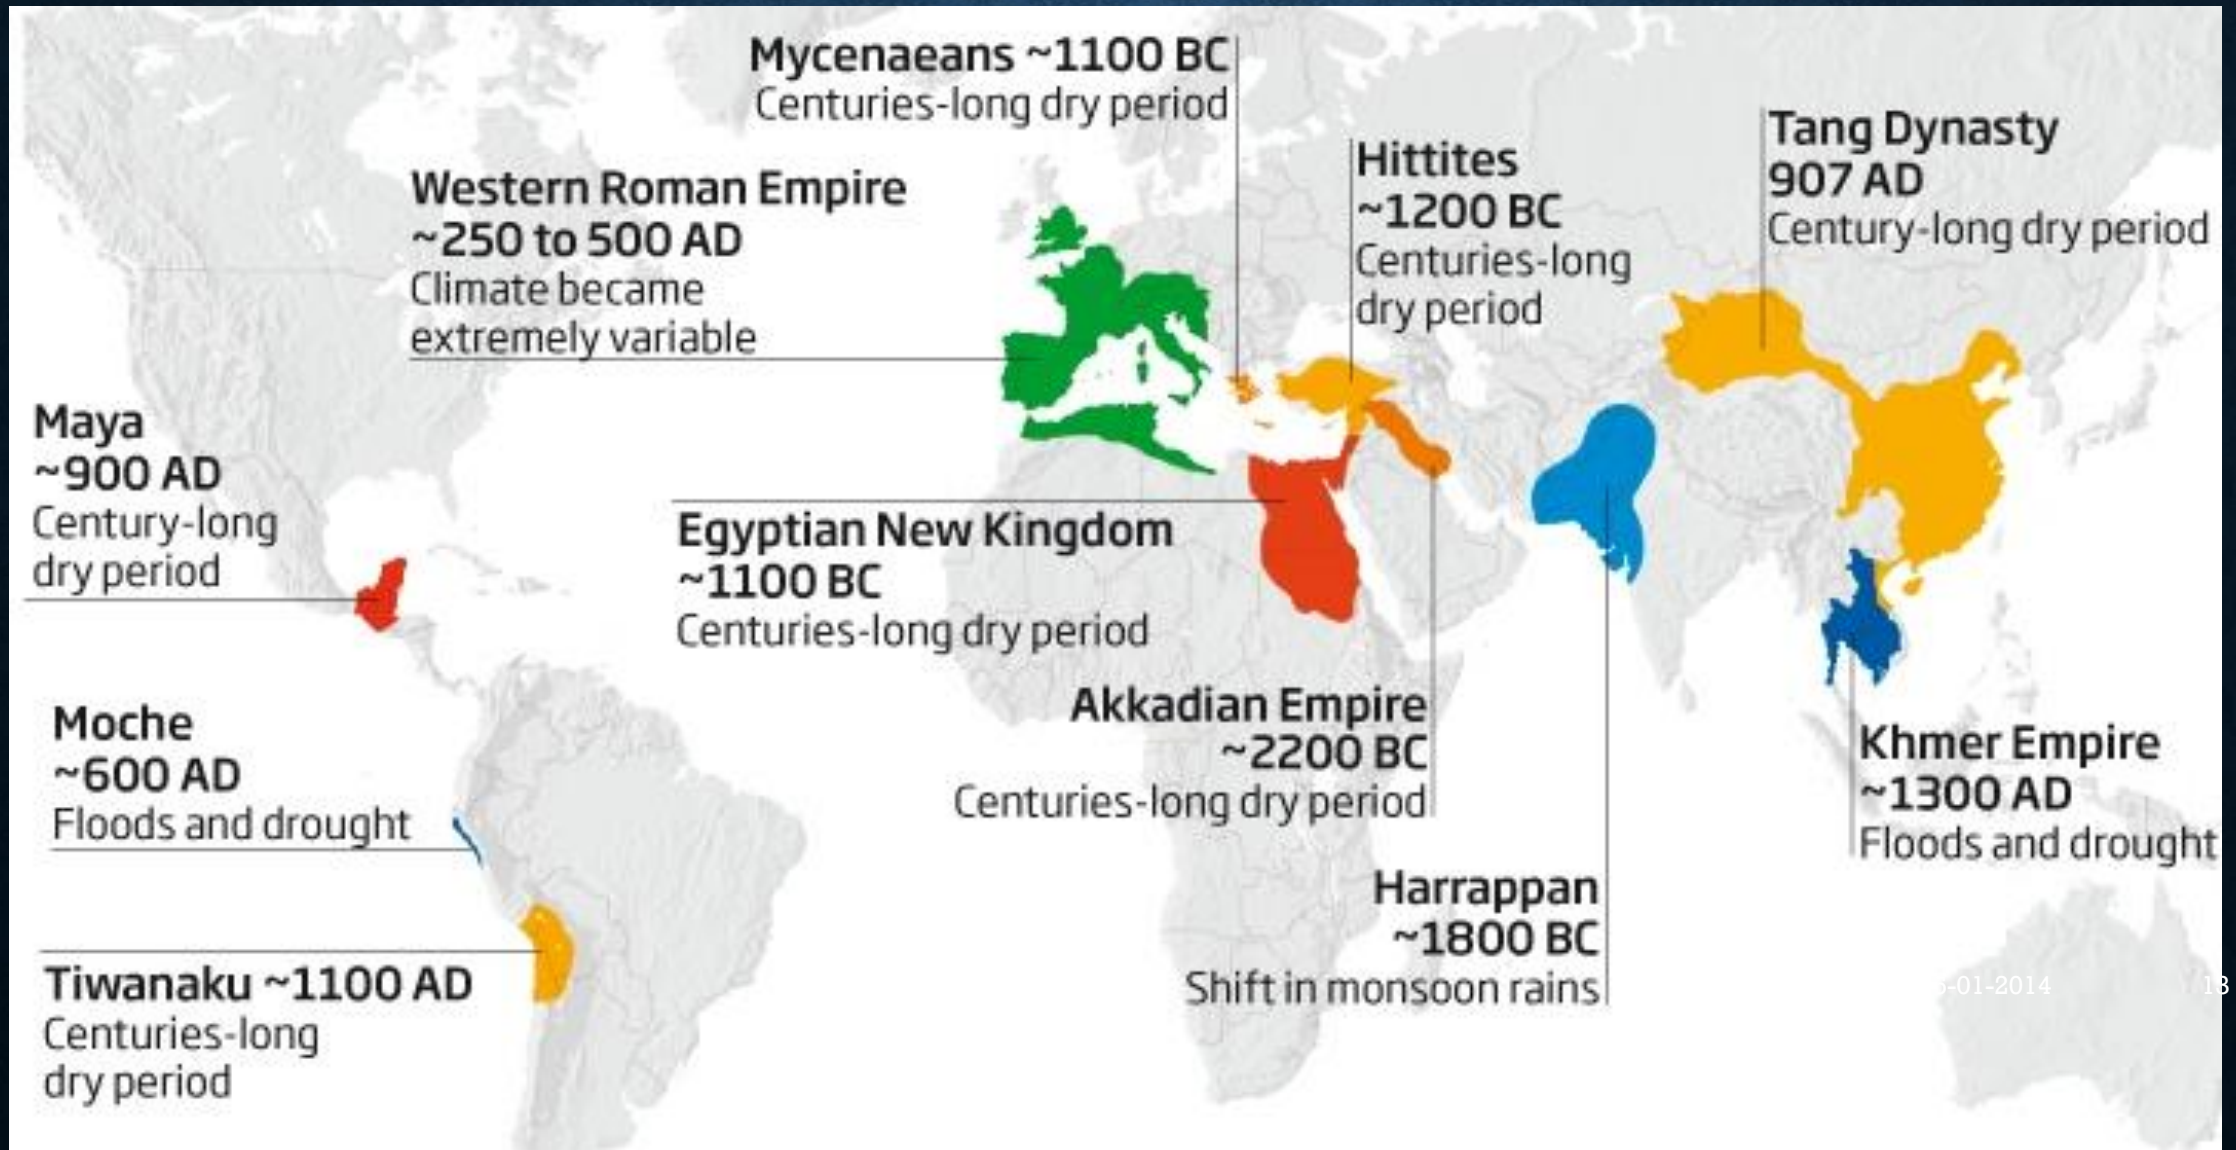 Mycenaeans ~1100 BC
Centuries-long dry period
Western Roman Empire
~250 to 500 AD
Climate became
extremely variable
Hittites
~1200 BC
Centuries-long
dry period
Tang Dynasty
907 AD
Century-long dry period
Maya
~900 AD
Century-long
dry period
Egyptian New Kingdom
~1100 BC
Centuries-long dry period
Moche
~600 AD
Floods and drought
Akkadian Empire
~2200 BC
Centuries-long dry period
Khmer Empire
~1300 AD
Floods and drought
Harrappan
~1800 BC
Shift in monsoon rains
Tiwanaku ~1100 AD
Centuries-long
dry period
-01-2014